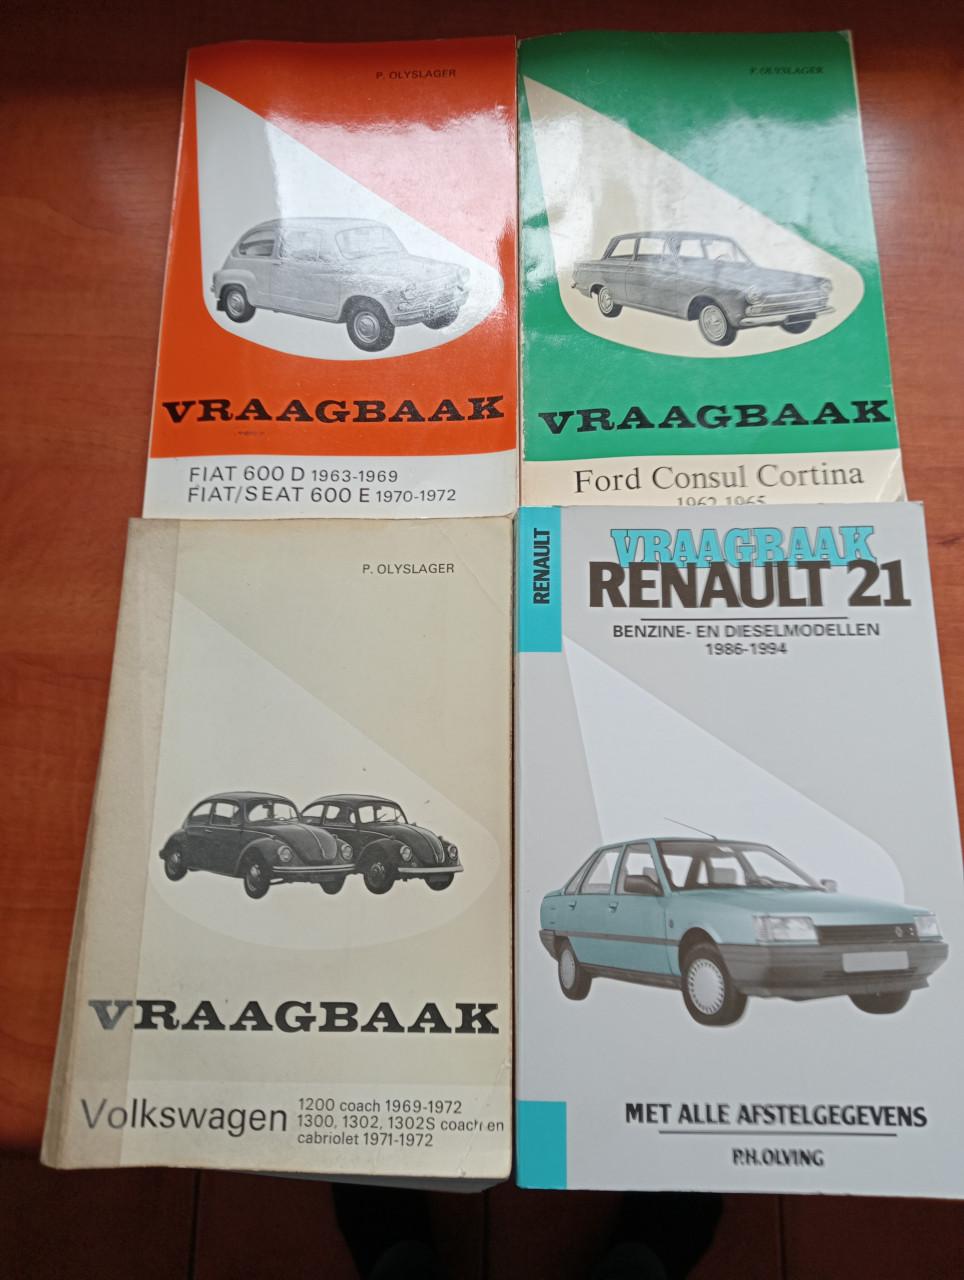 P. OLYSLAGER
VRAAGBAAK
FIAT 600 D 1963-1969
FIAT/SEAT 600 E 1970-1972
P. OLYSLAGER
VRAAGBAAK
Ford Consul Cortina
1962-1965
P. OLYSLAGER
VRAAGBAAK
Volkswagen
1200 coach 1969-1972
1300, 1302, 1302S coach en
cabriolet 1971-1972
RENAULT
VRAAGBAAK
RENAULT 21
BENZINE- EN DIESELMODELLEN
1986-1994
MET ALLE AFSTELGEGEVENS
P.H.OLVING